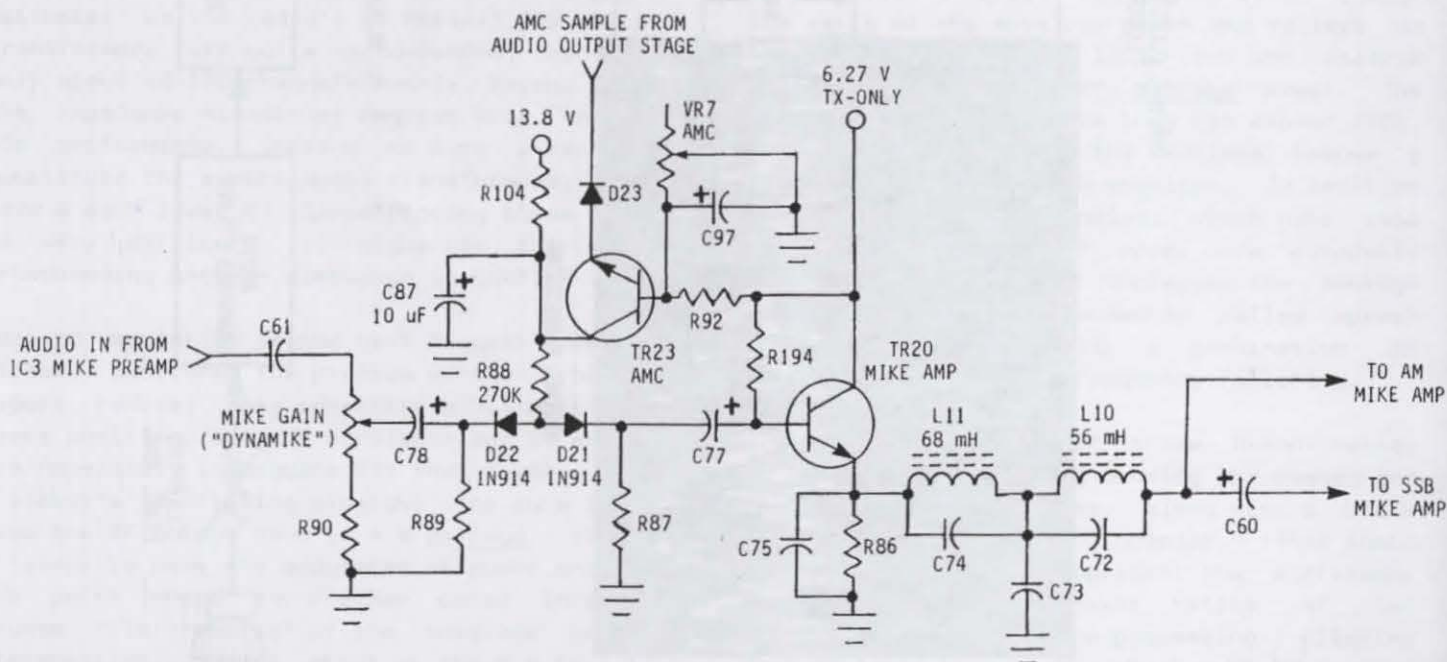 AMC SAMPLE FROM
AUDIO OUTPUT STAGE
6.27 V
TX-ONLY
VR7
AMC
13.8 V
R104
D23
C97
C87
10 uF
C61
AUDIO IN FROM
IC3 MIKE PREAMP
R92
R194
TR23
AMC
R88
270K
TR20
MIKE AMP
TO AM
MIKE AMP
MIKE GAIN
("DYNAMIKE")
C78
D22
1N914
D21
1N914
C77
L11
68 mH
L10
56 mH
TO SSB
MIKE AMP
C60
R90
R89
R87
C75
R86
C74
C72
C73